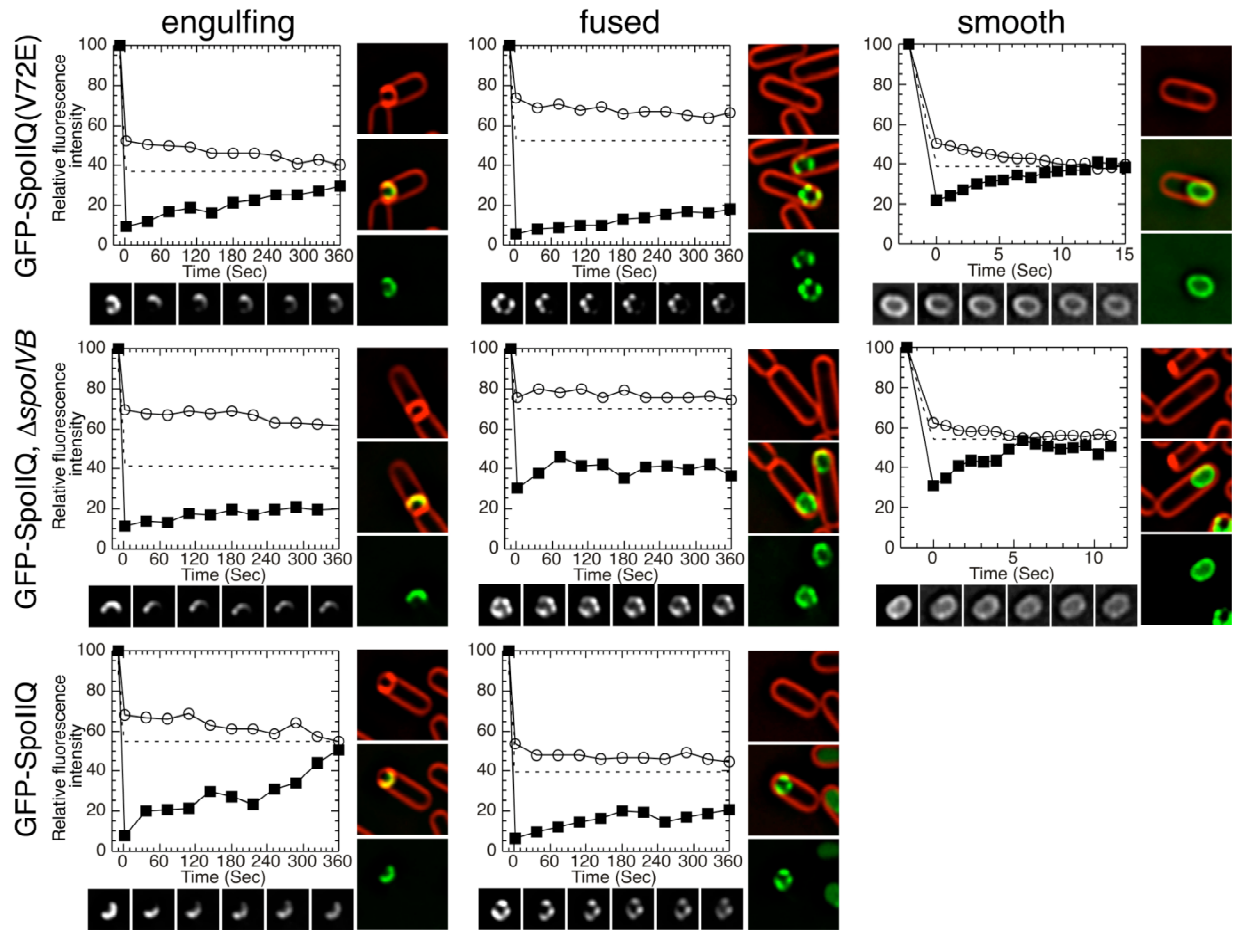 engulfing fused smooth
GFP-SpoIIQ(V72E)
Relative fluorescence
intensity
100
80
60
40
20
0
0 60 120 180 240 300 360
Time (Sec)
100
80
60
40
20
0
0 60 120 180 240 300 360
Time (Sec)
100
80
60
40
20
0
0 5 10 15
Time (Sec)
GFP-SpoIIQ, ΔspoIVB
Relative fluorescence
intensity
100
80
60
40
20
0
0 60 120 180 240 300 360
Time (Sec)
100
80
60
40
20
0
0 60 120 180 240 300 360
Time (Sec)
100
80
60
40
20
0
0 5 10
Time (Sec)
GFP-SpoIIQ
Relative fluorescence
intensity
100
80
60
40
20
0
0 60 120 180 240 300 360
Time (Sec)
100
80
60
40
20
0
0 60 120 180 240 300 360
Time (Sec)